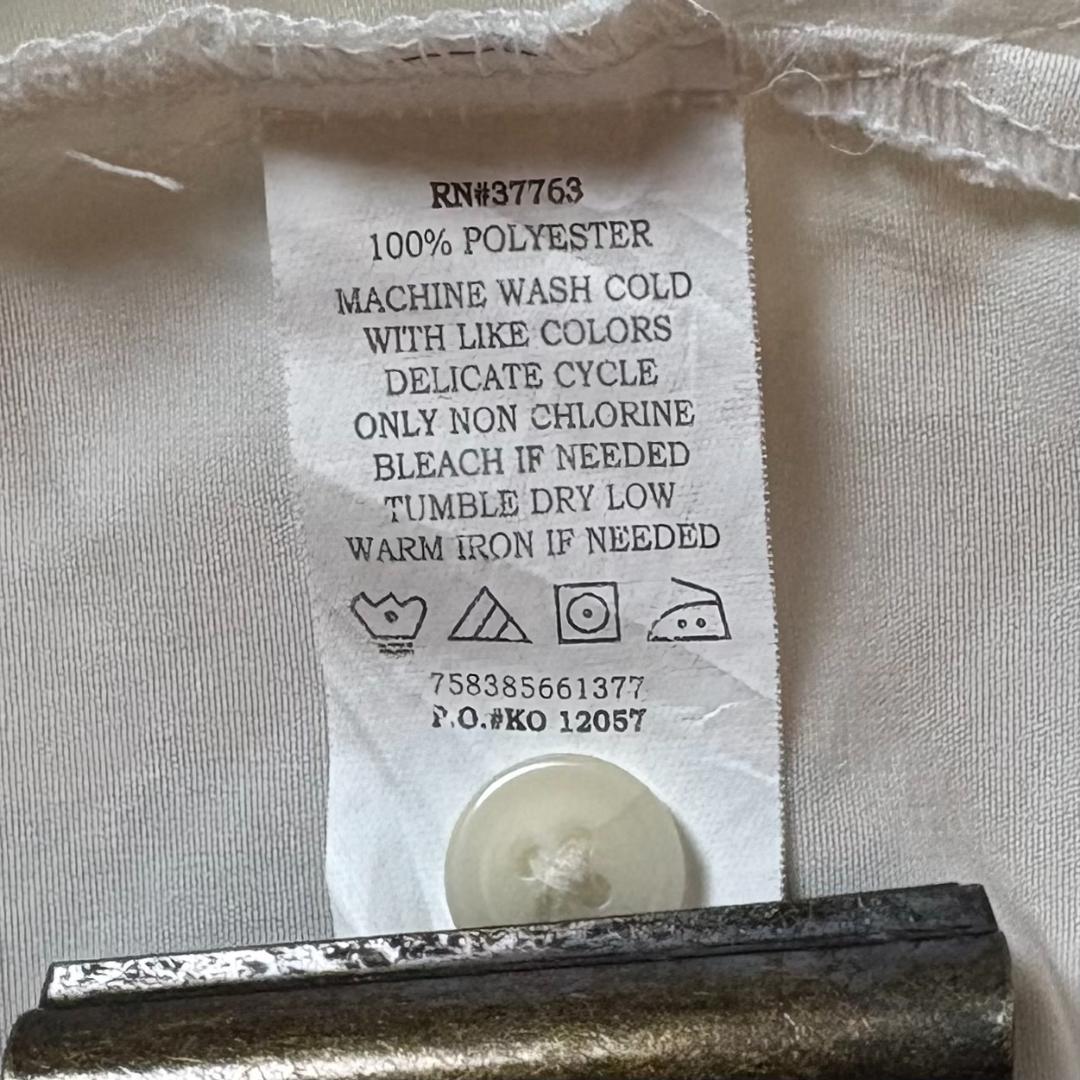 RN#37763
100% POLYESTER
MACHINE WASH COLD
WITH LIKE COLORS
DELICATE CYCLE
ONLY NON CHLORINE
BLEACH IF NEEDED
TUMBLE DRY LOW
WARM IRON IF NEEDED
758385661377
P.O.#KO 12057